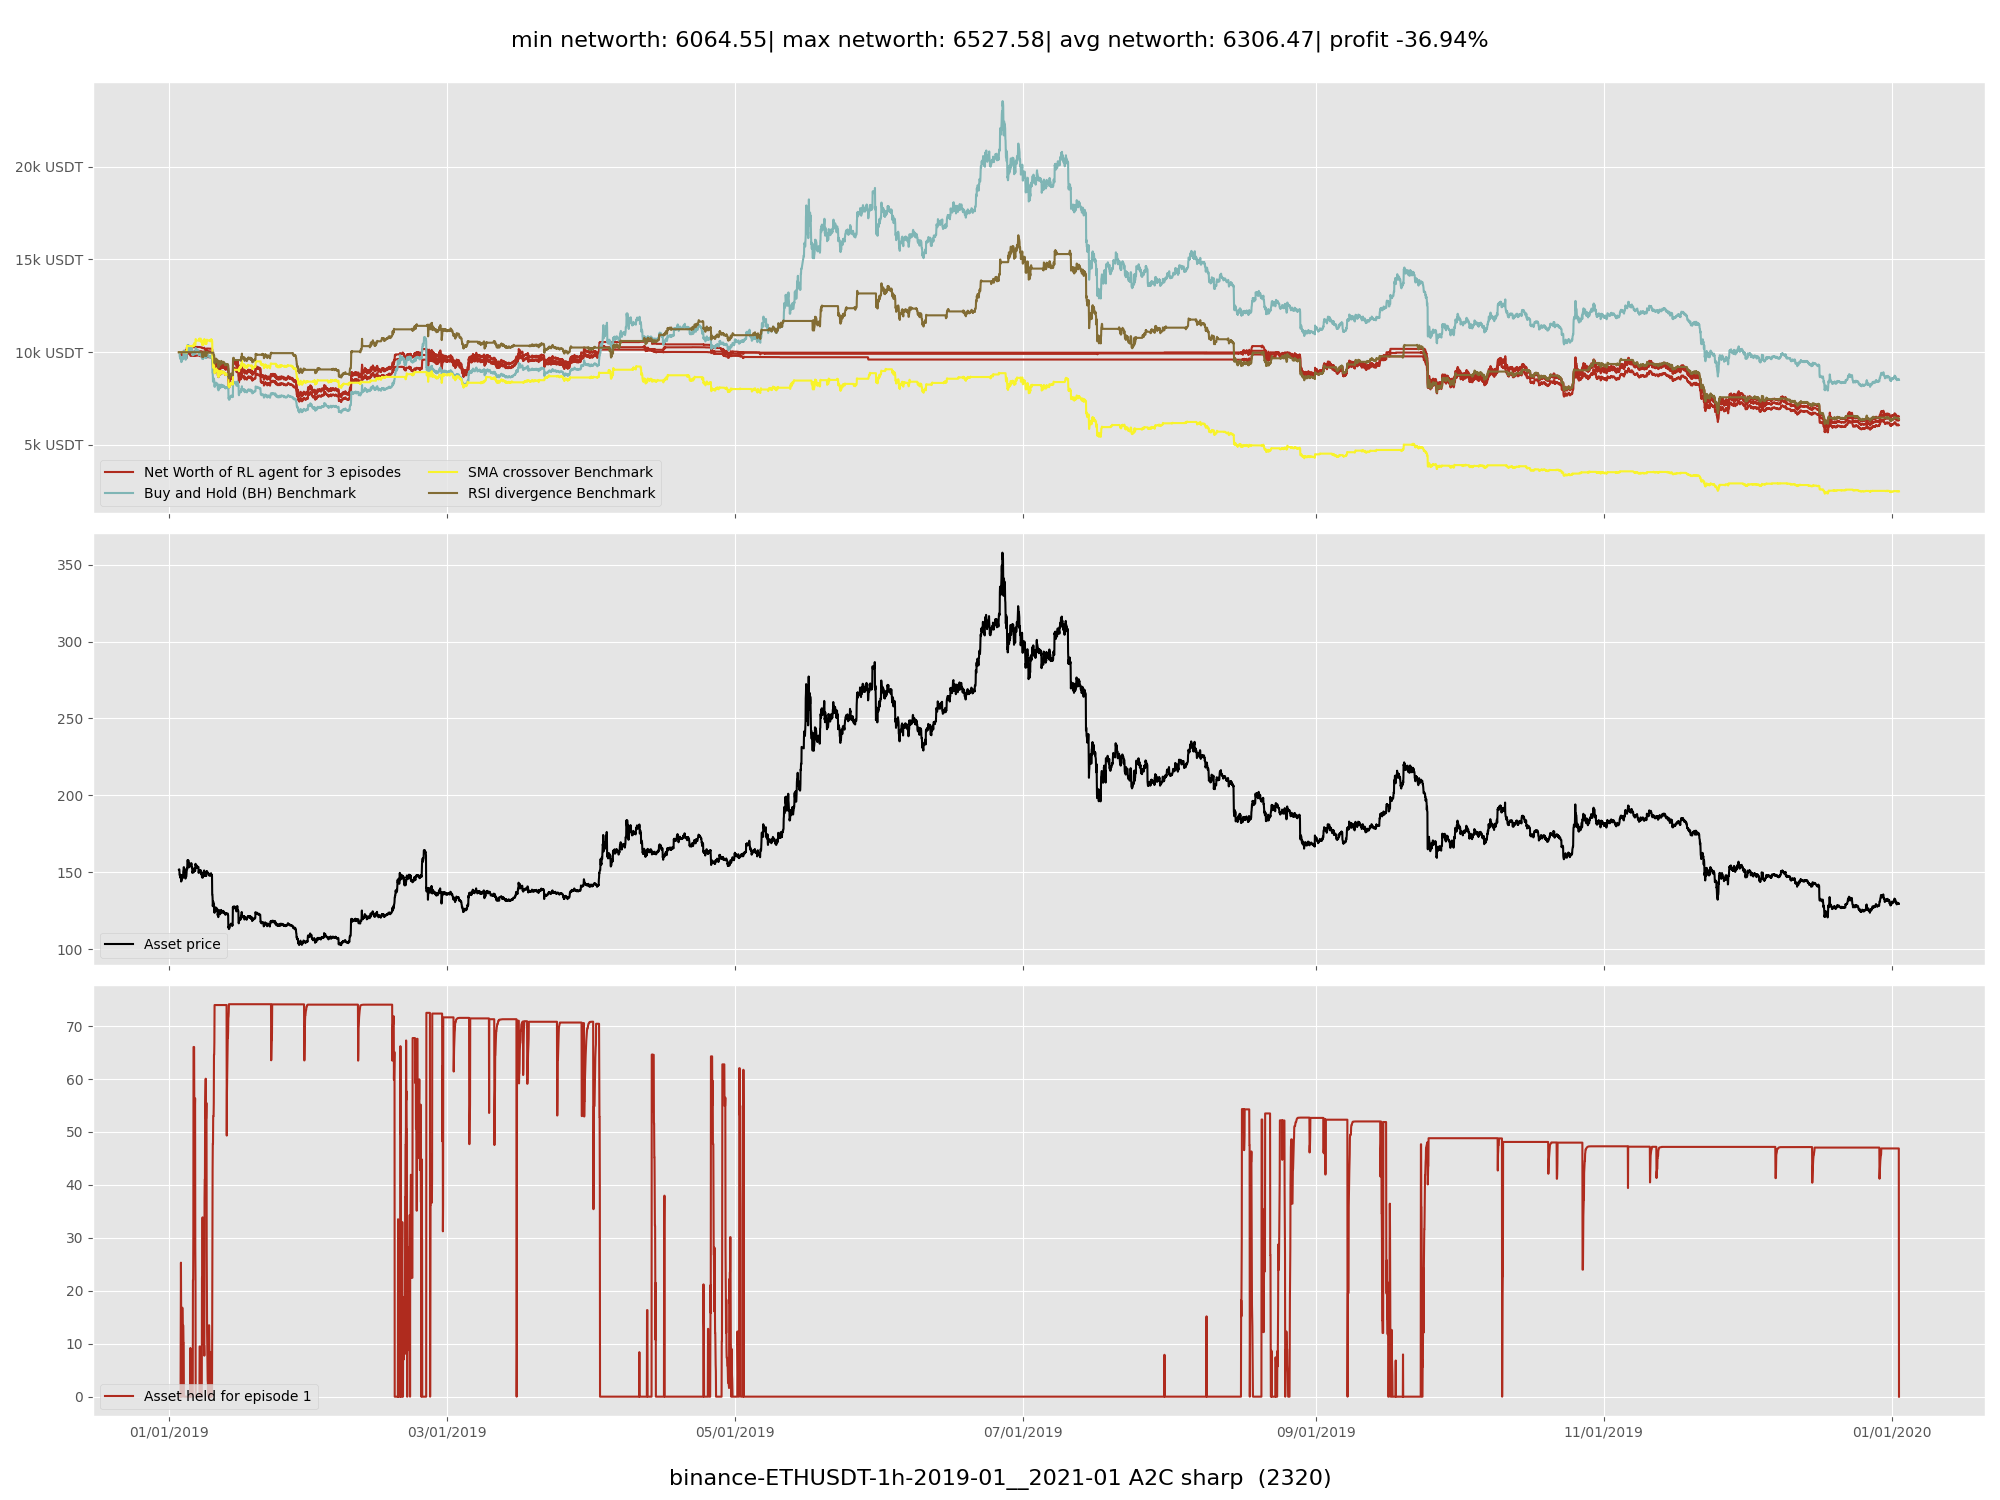 min networth: 6064.55| max networth: 6527.58| avg networth: 6306.47| profit -36.94%
20k USDT
15k USDT
10k USDT
5k USDT
Net Worth of RL agent for 3 episodes
Buy and Hold (BH) Benchmark
SMA crossover Benchmark
RSI divergence Benchmark
350
300
250
200
150
100
Asset price
70
60
50
40
30
20
10
0
Asset held for episode 1
01/01/2019 03/01/2019 05/01/2019 07/01/2019 09/01/2019 11/01/2019 01/01/2020
binance-ETHUSDT-1h-2019-01__2021-01 A2C sharp (2320)